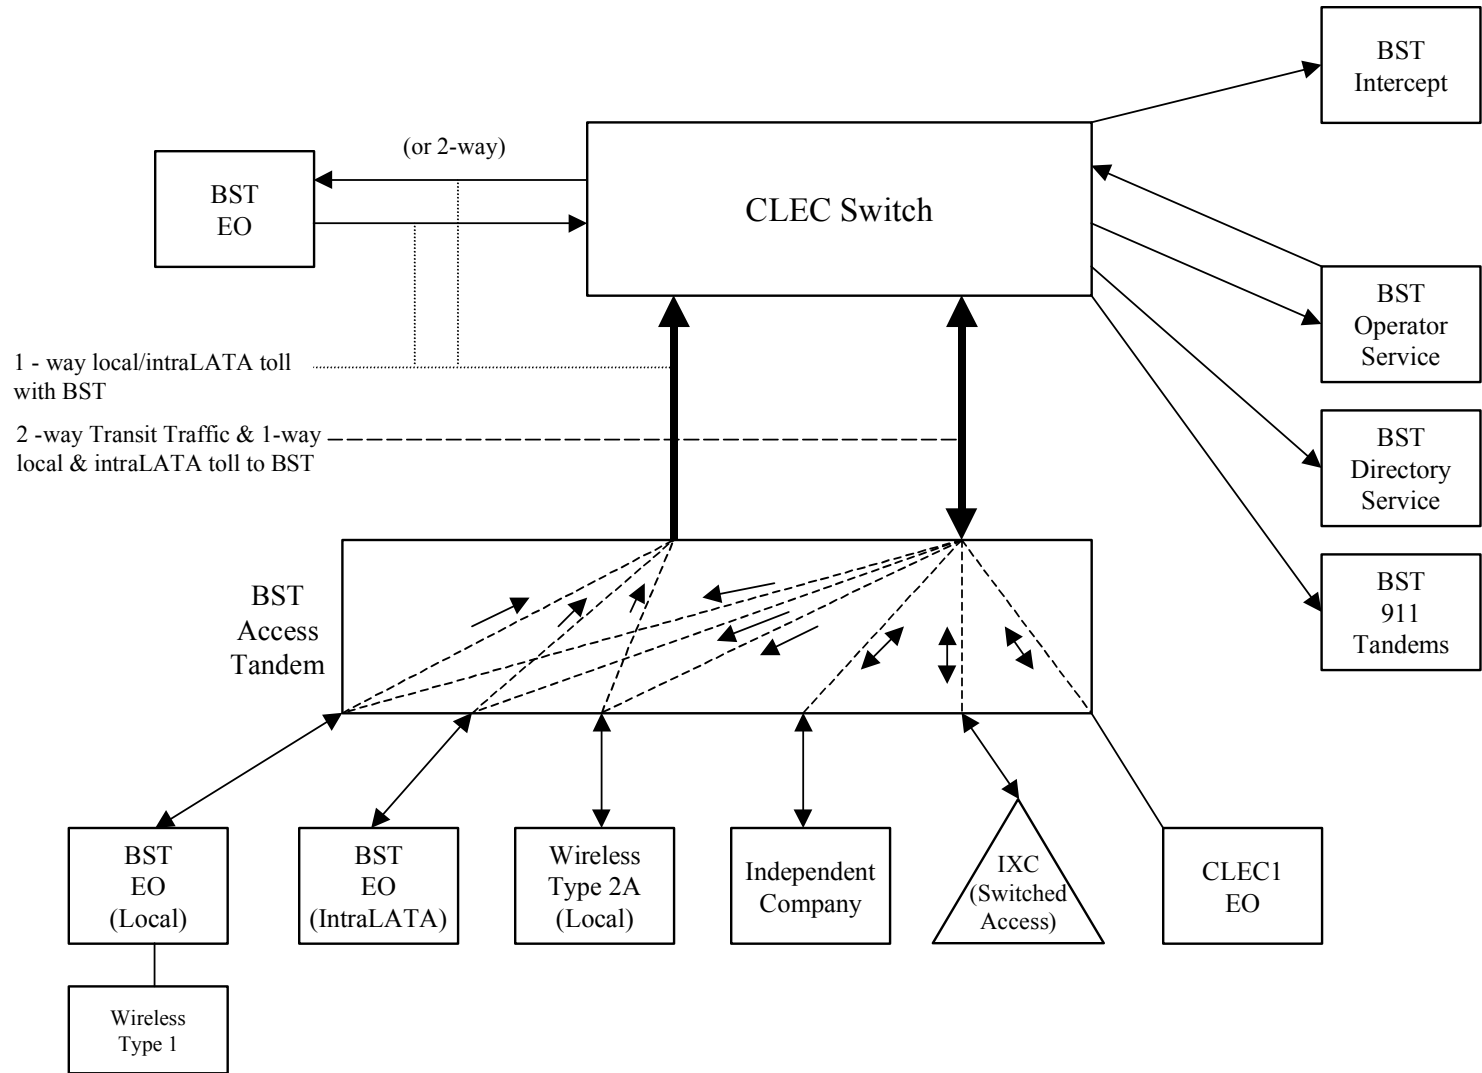 BST
Intercept
(or 2-way)
BST
EO
CLEC Switch
BST
Operator
Service
1 - way local/intraLATA toll
with BST
2 -way Transit Traffic & 1-way
local & intraLATA toll to BST
BST
Directory
Service
BST
911
Tandems
BST
Access
Tandem
BST
EO
(Local)
BST
EO
(IntraLATA)
Wireless
Type 2A
(Local)
Independent
Company
IXC
(Switched
Access)
CLEC1
EO
Wireless
Type 1